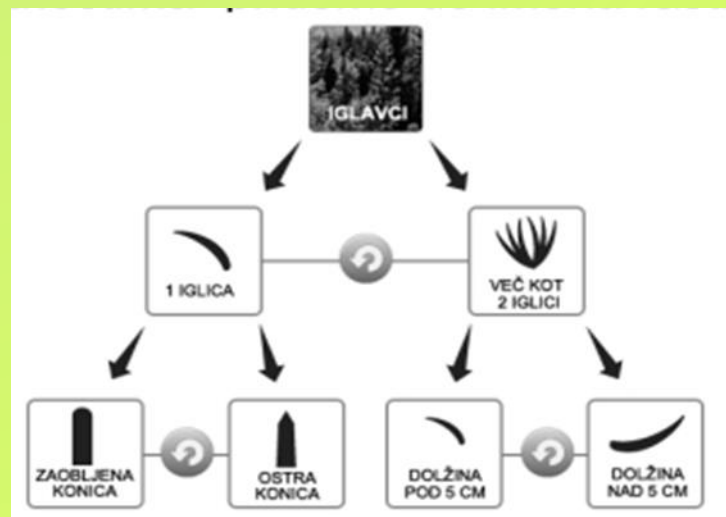 IGLAVCI
1 IGLICA
VEČ KOT
2 IGLICI
ZAOBLJENA
KONICA
OSTRA
KONICA
DOLŽINA
POD 5 CM
DOLŽINA
NAD 5 CM